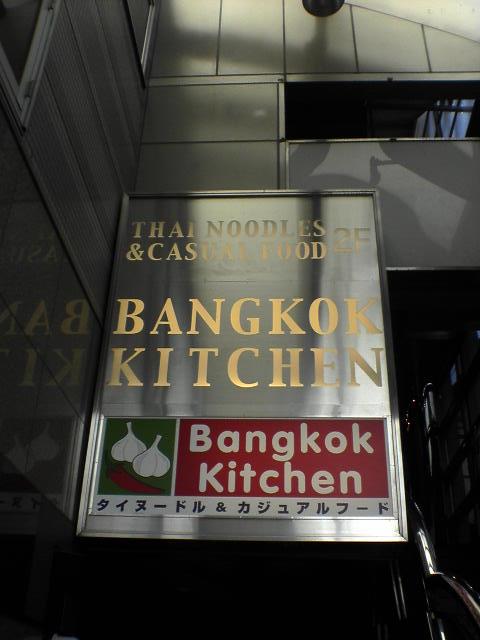 THAI NOODLES
&CASUAL FOOD 2F
BANGKOK
KITCHEN
Bangkok
Kitchen
タイヌードル & カジュアルフード